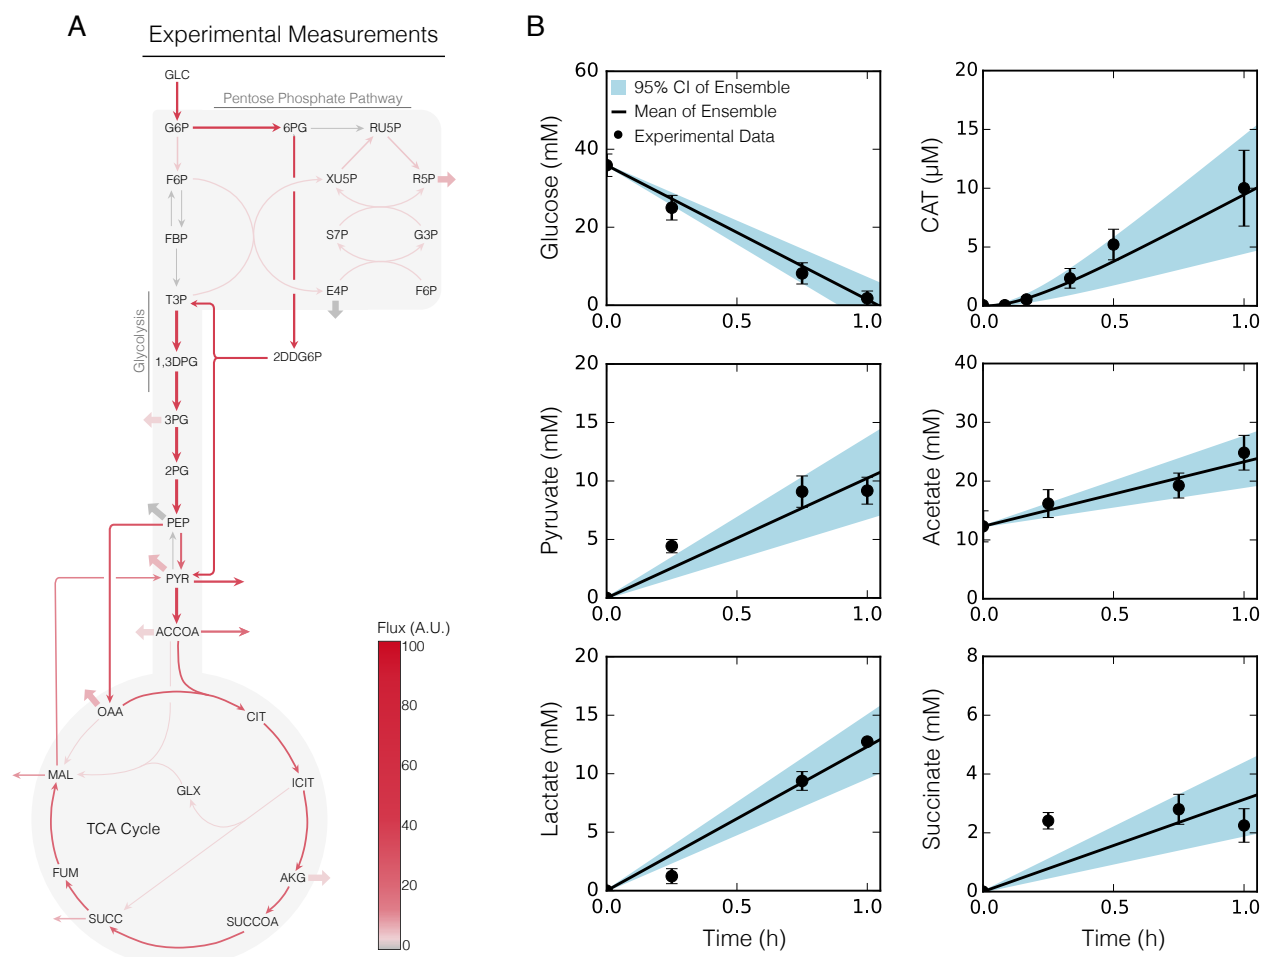 A
Experimental Measurements
GLC
Pentose Phosphate Pathway
G6P
6PG
RU5P
F6P
XU5P
R5P
FBP
S7P
G3P
E4P
F6P
T3P
Glycolysis
1,3DPG
2DDG6P
3PG
2PG
PEP
PYR
ACCOA
OAA
CIT
MAL
ICIT
GLX
TCA Cycle
FUM
AKG
SUCC
SUCCOA
Flux (A.U.)
100
80
60
40
20
0
B
95% CI of Ensemble
Mean of Ensemble
Experimental Data
Glucose (mM)
60
40
20
0
0.0 0.5 1.0
CAT (μM)
20
15
10
5
0
0.0 0.5 1.0
Pyruvate (mM)
20
15
10
5
0
0.0 0.5 1.0
Acetate (mM)
40
30
20
10
0
0.0 0.5 1.0
Lactate (mM)
20
15
10
5
0
0.0 0.5 1.0
Time (h)
Succinate (mM)
8
6
4
2
0
0.0 0.5 1.0
Time (h)